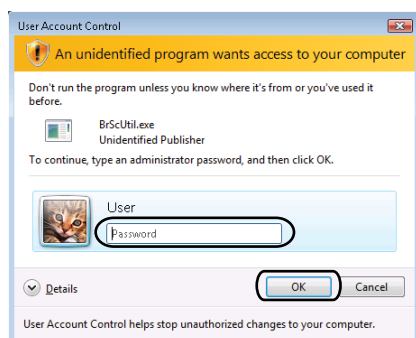 User Account Control
An unidentified program wants access to your computer
Don't run the program unless you know where it's from or you've used it
before.
BrScUtil.exe
Unidentified Publisher
To continue, type an administrator password, and then click OK.
User
Password
Details
OK
Cancel
User Account Control helps stop unauthorized changes to your computer.